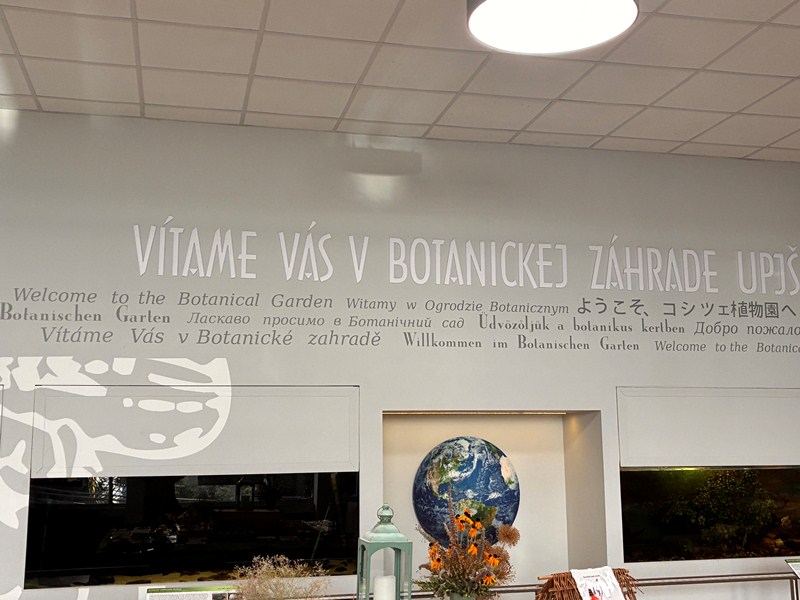 VÍTAME VÁS V BOTANICKEJ ZÁHRADE UPJŠ
Welcome to the Botanical Garden Witamy w Ogrodzie Botanicznym ようこそ、コシツェ植物園へ
Botanischen Garten Ласкаво просимо в Ботанічний сад Üdvözöljük a botanikus kertben Добро пожало
Vítáme Vás v Botanické zahradě Willkommen im Botanischen Garten Welcome to the Botanica